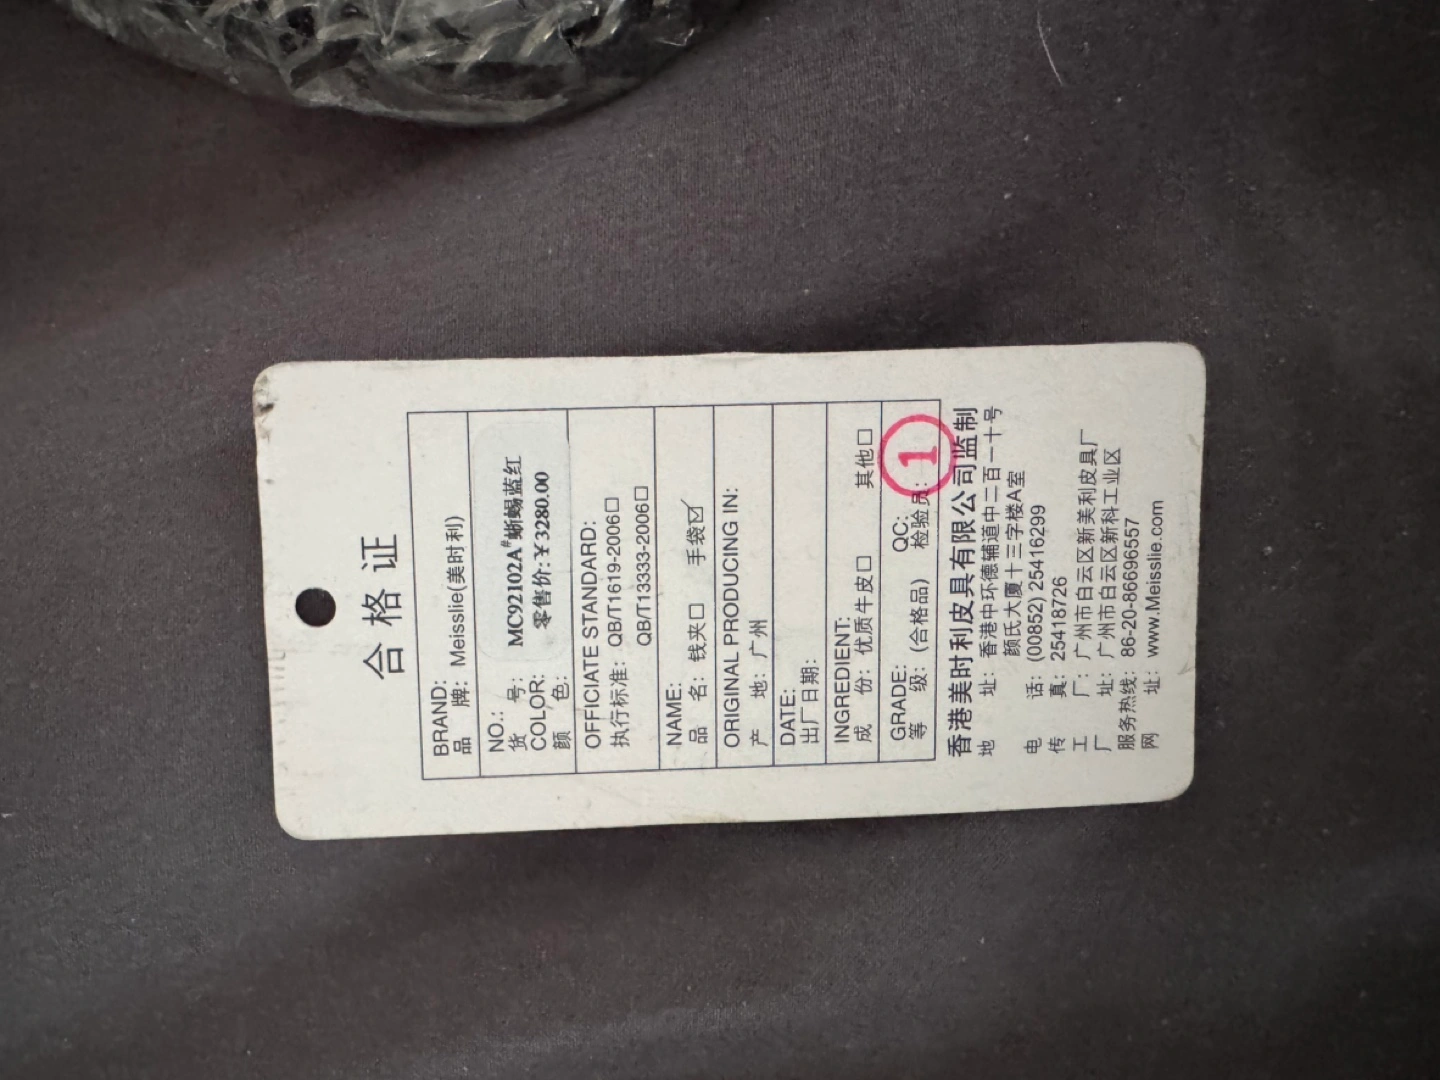 合格证
BRAND:
品 牌: Meisslie(美时利)
NO.:
货 号: MC92102A#蜥蜴蓝红
COLOR: 零售价:¥3280.00
颜 色:
OFFICIATE STANDARD:
执行标准: QB/T1619-2006□
QB/T13333-2006□
NAME:
品 名: 钱夹□ 手袋☑
ORIGINAL PRODUCING IN:
产 地: 广州
DATE:
出厂日期:
INGREDIENT:
成 份: 优质牛皮□ 其他□
GRADE: QC:
等 级: (合格品) 检验员: 1
香港美时利皮具有限公司监制
地 址: 香港中环德辅道中二百一十号
颜氏大厦十三字楼A室
电 话: (00852) 25416299
传 真: 25418726
工 厂: 广州市白云区新美利皮具厂
厂 址: 广州市白云区新科工业区
服务热线: 86-20-86696557
网 址: www.Meisslie.com